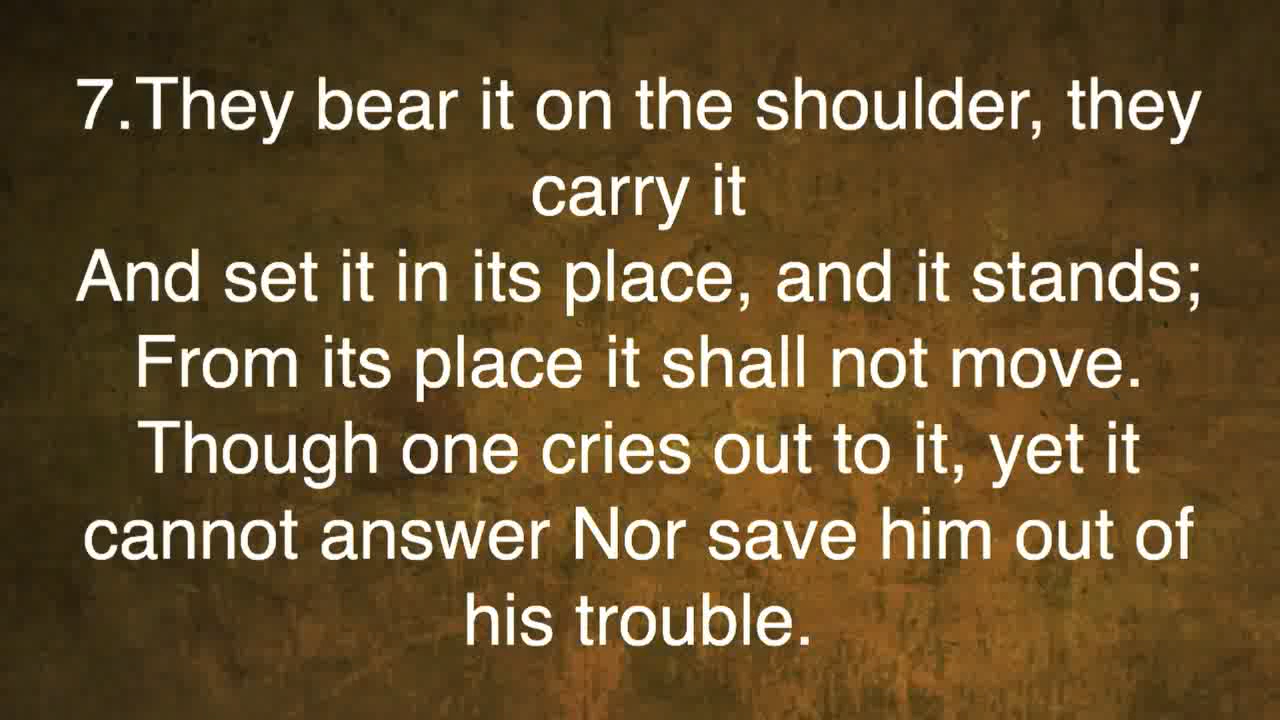 7.They bear it on the shoulder, they
carry it
And set it in its place, and it stands;
From its place it shall not move.
Though one cries out to it, yet it
cannot answer Nor save him out of
his trouble.